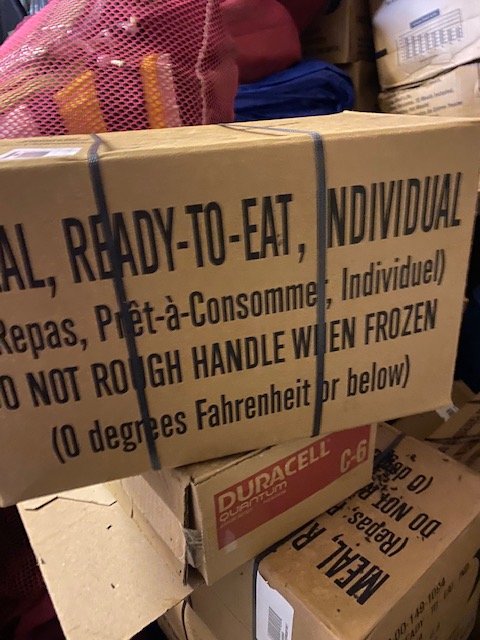 AL, READY-TO-EAT, INDIVIDUAL
Repas, Prêt-à-Consommer, Individuel)
DO NOT ROUGH HANDLE WHEN FROZEN
(0 degrees Fahrenheit or below)
DURACELL
QUANTUM
C-6
MEAL, R
(Repas,
DO NOT R
(0 de